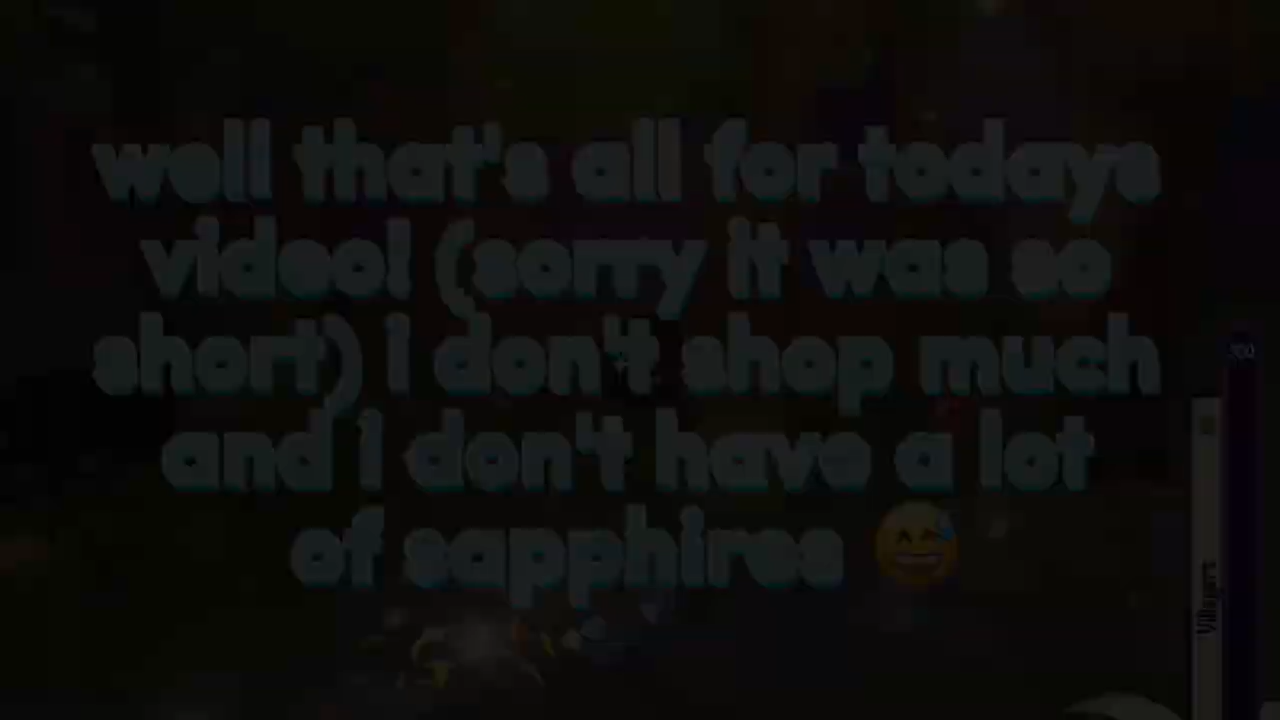 well that's all for todays
video! (sorry it was so
short) i don't shop much
and i don't have a lot
of sapphires 😅